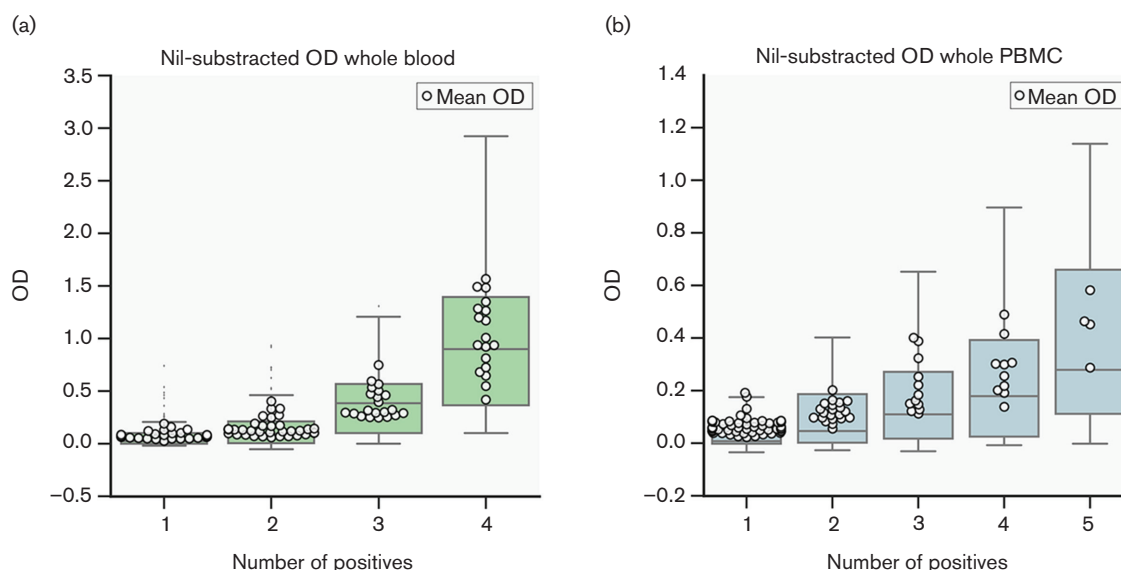 (a)
Nil-substracted OD whole blood
Mean OD
3.5
3.0
2.5
2.0
1.5
1.0
0.5
0.0
−0.5
OD
1 2 3 4
Number of positives
(b)
Nil-substracted OD whole PBMC
Mean OD
1.4
1.2
1.0
0.8
0.6
0.4
0.2
0.0
−0.2
OD
1 2 3 4 5
Number of positives